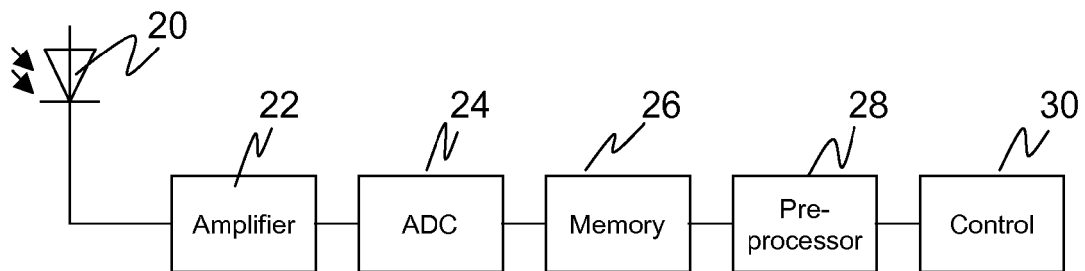 20
22
24
26
28
30
Amplifier
ADC
Memory
Pre-
processor
Control